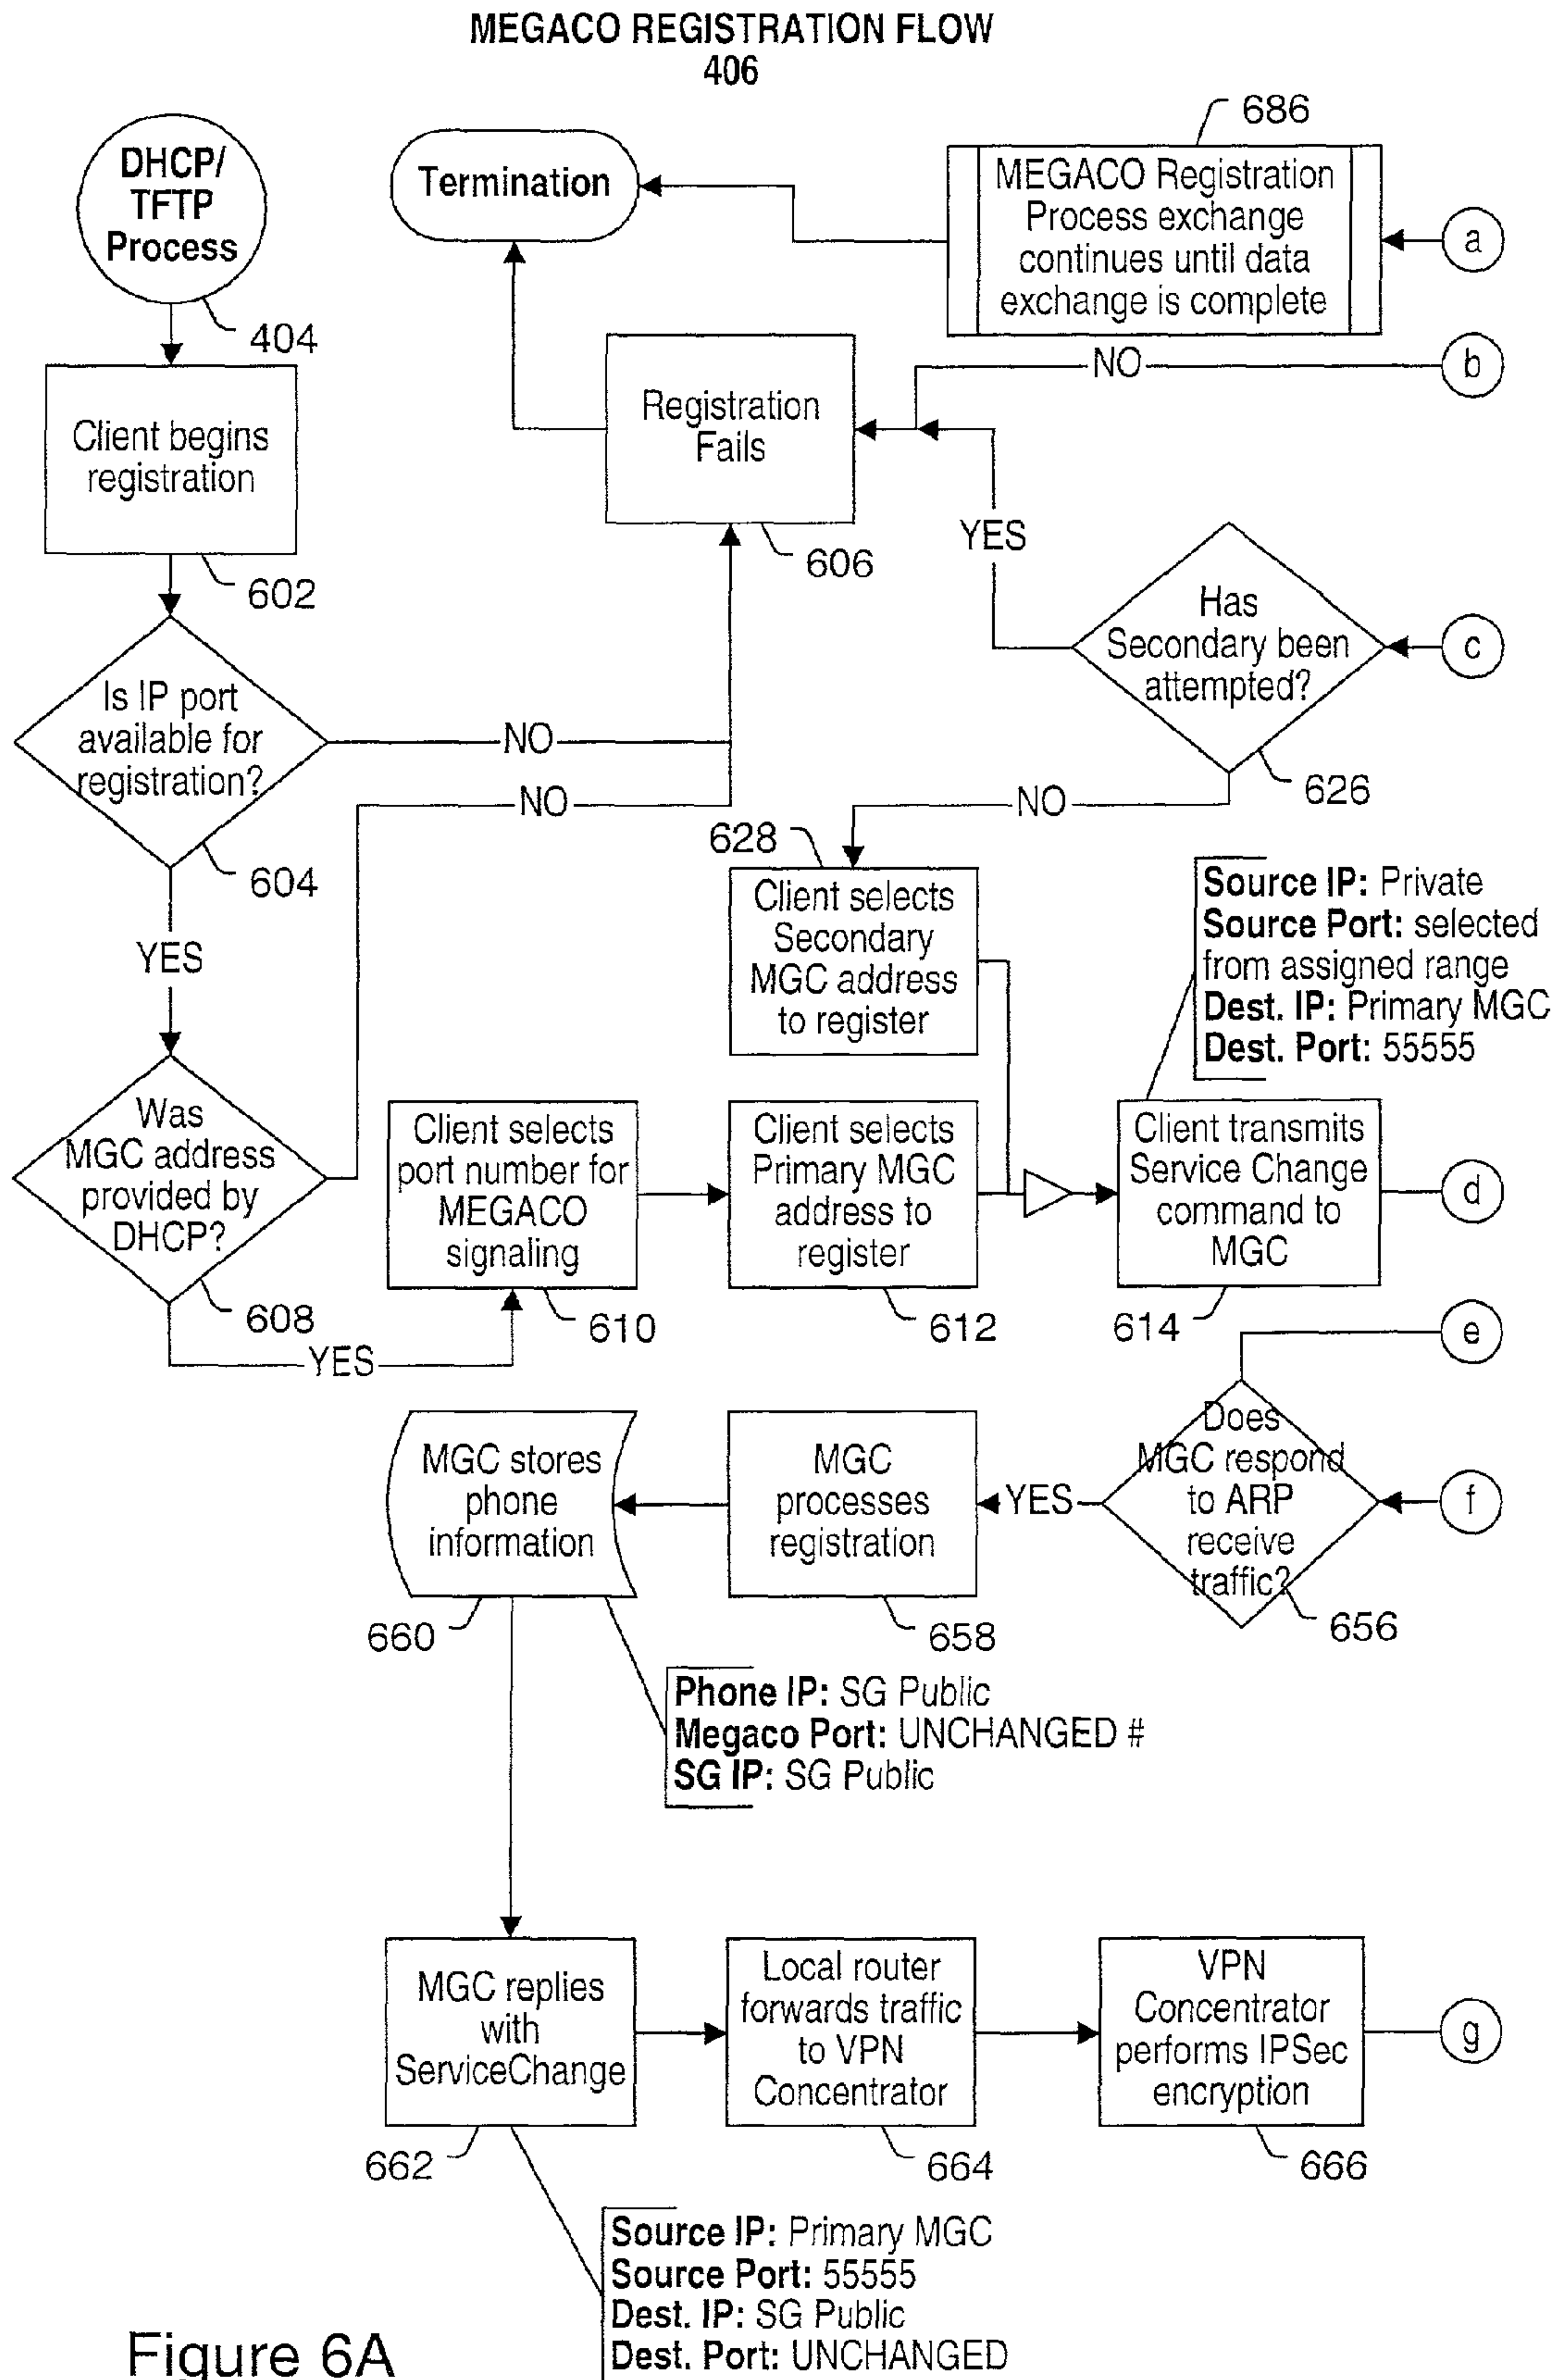 MEGACO REGISTRATION FLOW
406
DHCP/
TFTP
Process
404
Termination
686
MEGACO Registration
Process exchange
continues until data
exchange is complete
a
Client begins
registration
602
Registration
Fails
606
NO
b
YES
Has
Secondary been
attempted?
626
c
Is IP port
available for
registration?
604
NO
NO
NO
YES
628
Client selects
Secondary
MGC address
to register
Source IP: Private
Source Port: selected
from assigned range
Dest. IP: Primary MGC
Dest. Port: 55555
Was
MGC address
provided by
DHCP?
608
YES
Client selects
port number for
MEGACO
signaling
610
Client selects
Primary MGC
address to
register
612
Client transmits
Service Change
command to
MGC
614
d
e
Does
MGC respond
to ARP
receive
traffic?
656
f
YES
MGC
processes
registration
658
MGC stores
phone
information
660
Phone IP: SG Public
Megaco Port: UNCHANGED #
SG IP: SG Public
MGC replies
with
ServiceChange
662
Local router
forwards traffic
to VPN
Concentrator
664
VPN
Concentrator
performs IPSec
encryption
666
g
Source IP: Primary MGC
Source Port: 55555
Dest. IP: SG Public
Dest. Port: UNCHANGED
Figure 6A